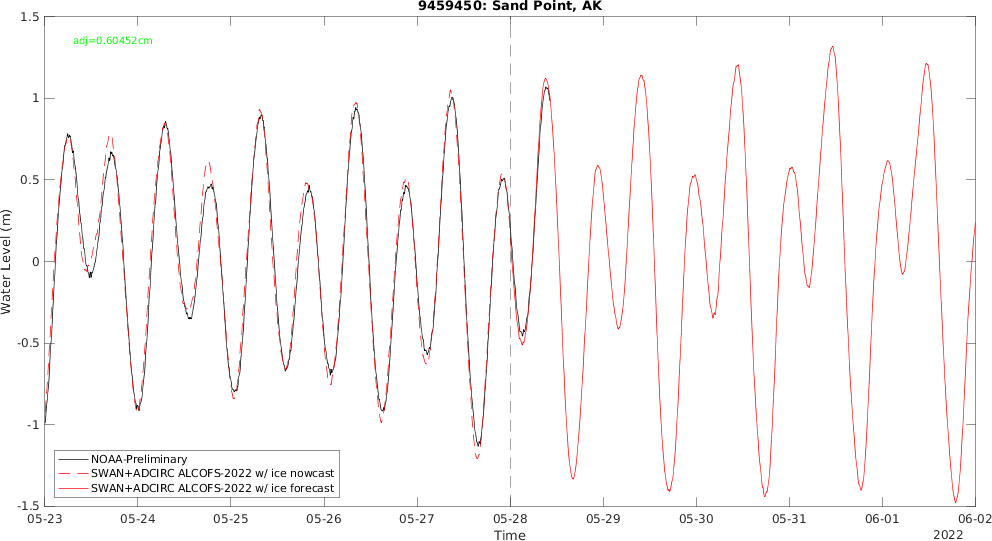 9459450: Sand Point, AK
adj=0.60452cm
1.5
1
0.5
0
-0.5
-1
-1.5
Water Level (m)
NOAA-Preliminary
SWAN+ADCIRC ALCOFS-2022 w/ ice nowcast
SWAN+ADCIRC ALCOFS-2022 w/ ice forecast
05-23 05-24 05-25 05-26 05-27 05-28 05-29 05-30 05-31 06-01 06-02
Time
2022